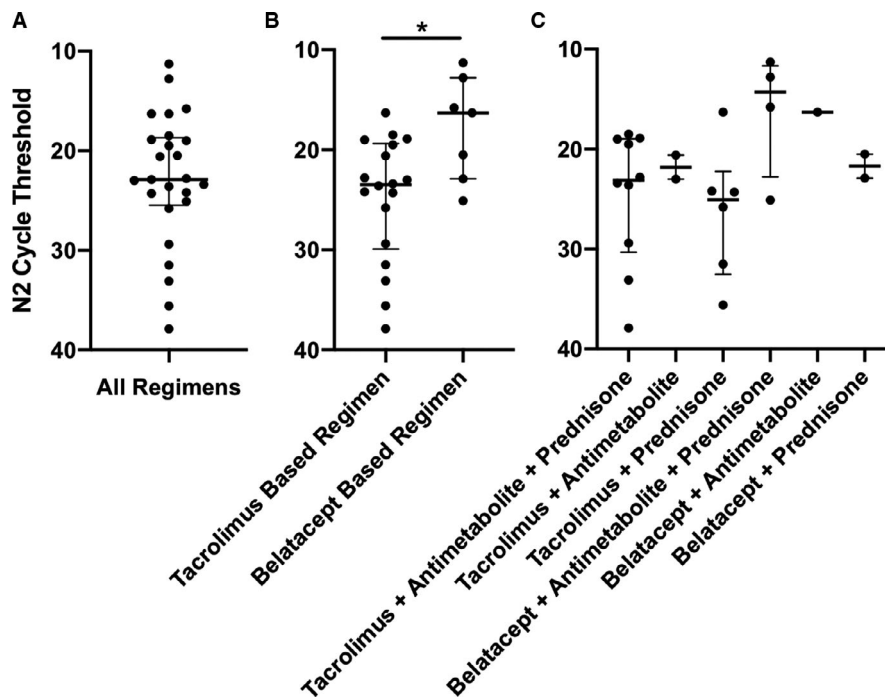 A
B
C
*
N2 Cycle Threshold
10
20
30
40
All Regimens
10
20
30
40
Tacrolimus Based Regimen
Belatacept Based Regimen
10
20
30
40
Tacrolimus + Antimetabolite + Prednisone
Tacrolimus + Antimetabolite
Tacrolimus + Prednisone
Belatacept + Antimetabolite + Prednisone
Belatacept + Antimetabolite
Belatacept + Prednisone